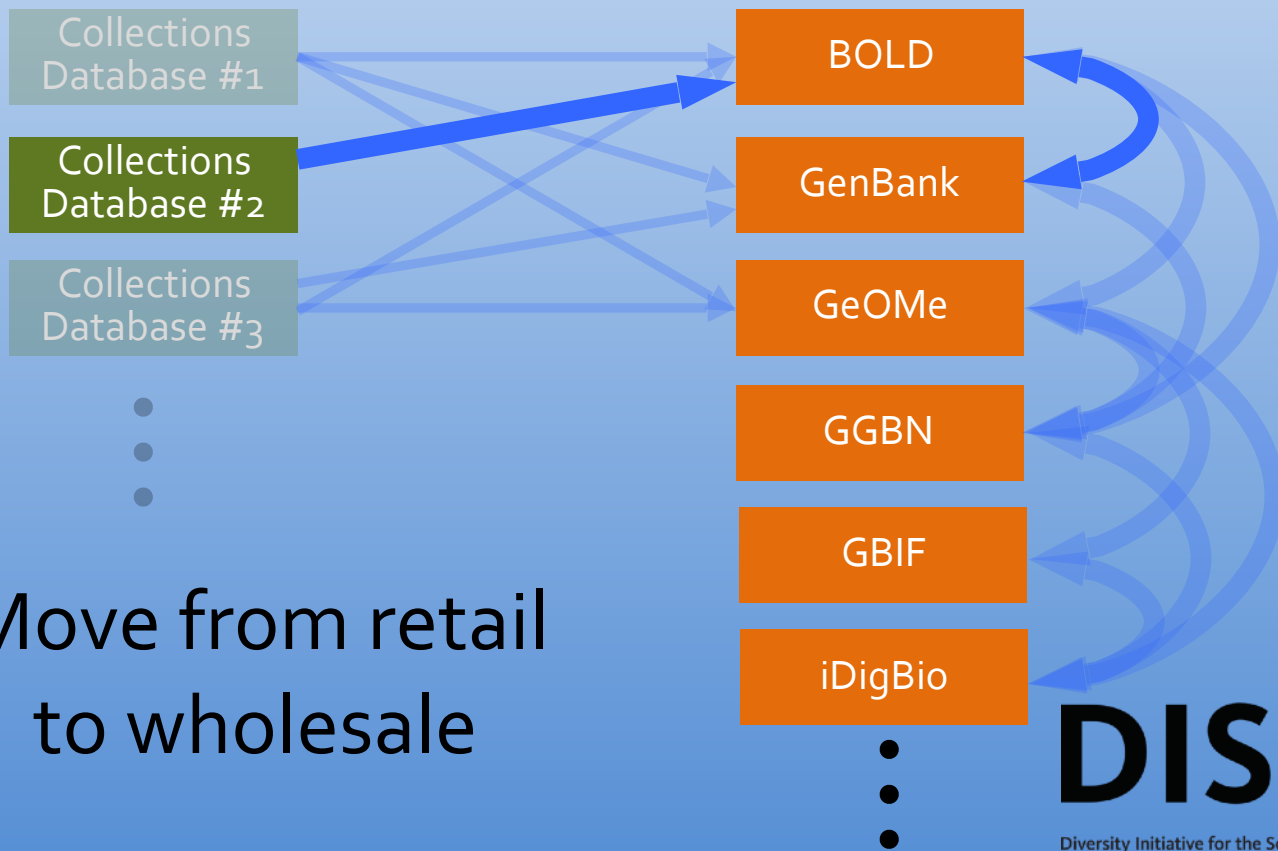 Collections
Database #1
Collections
Database #2
Collections
Database #3
BOLD
GenBank
GeOMe
GGBN
GBIF
iDigBio
Move from retail
to wholesale
DIS
Diversity Initiative for the